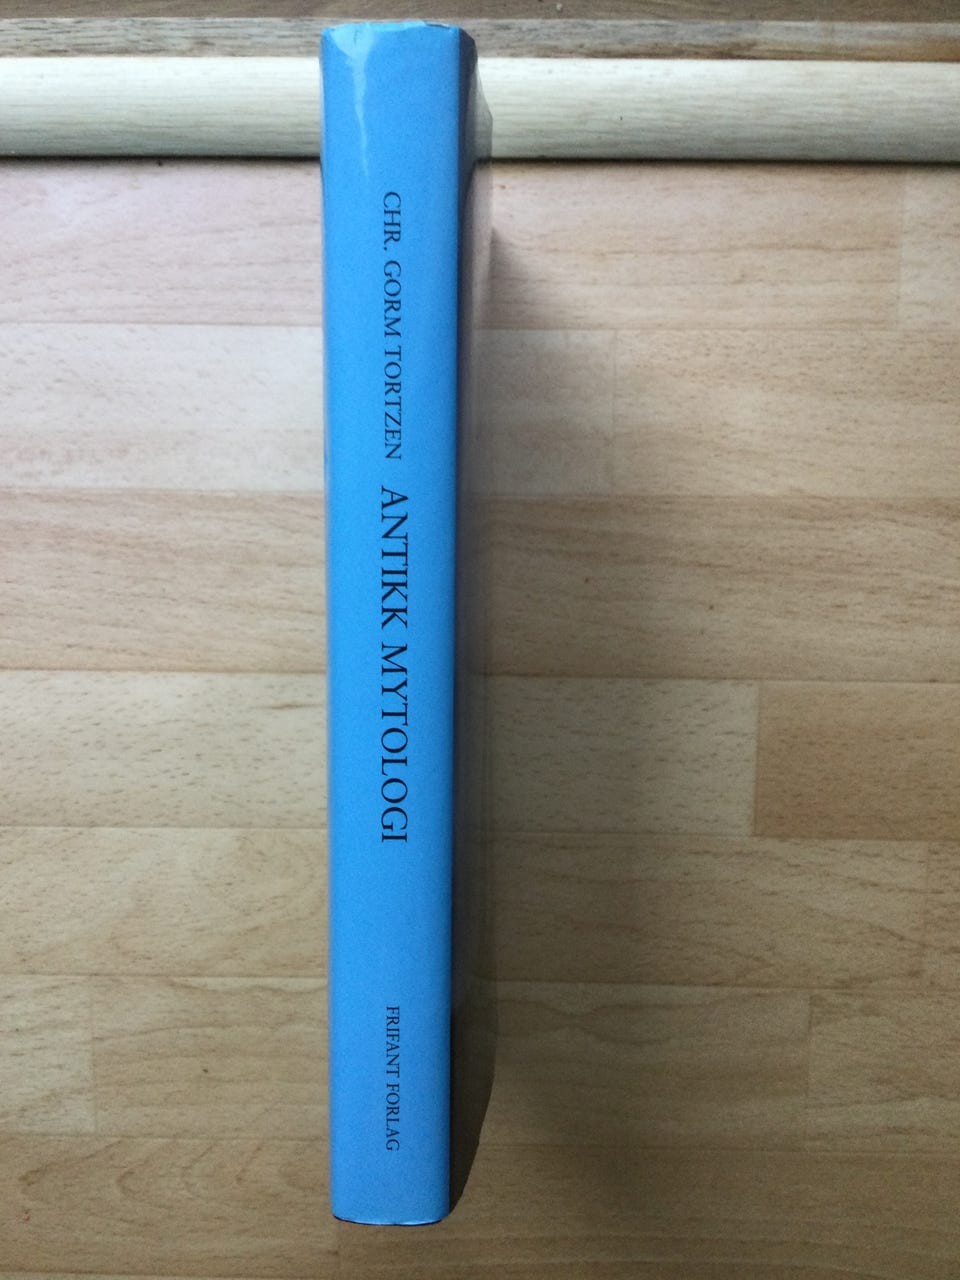 CHR. GORM TORTZEN ANTIKK MYTOLOGI
FRIFANT FORLAG